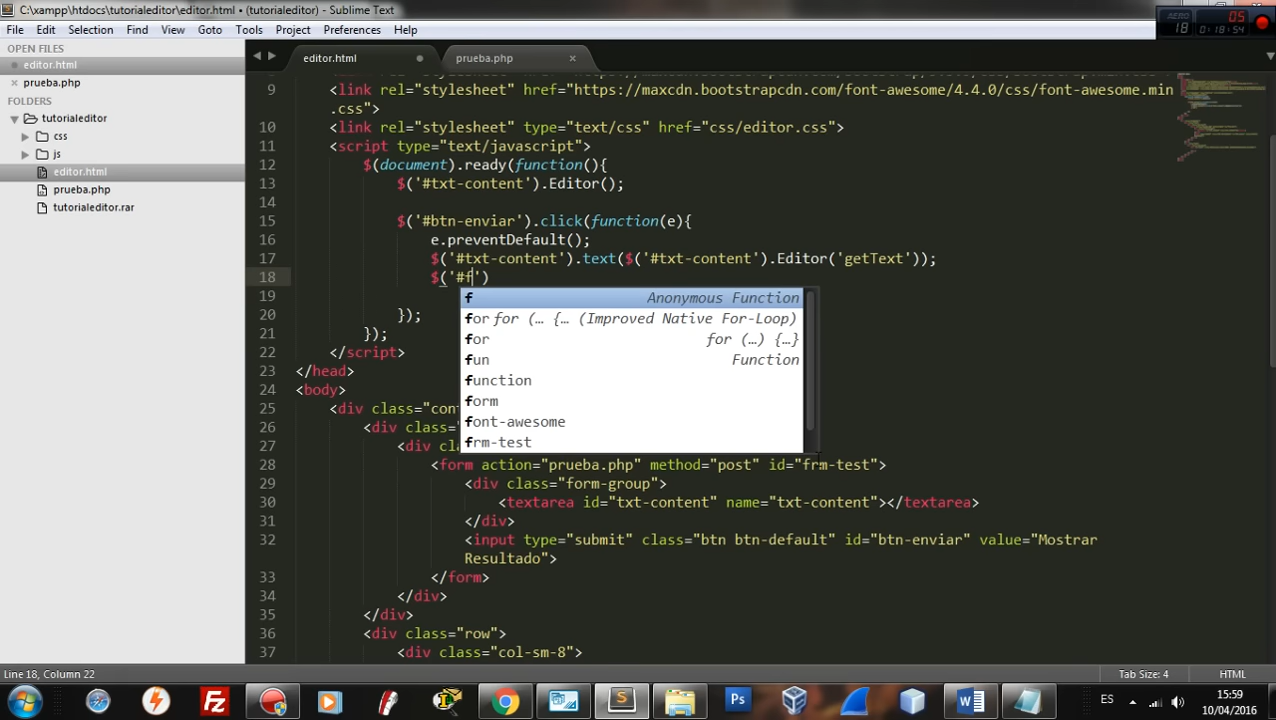 C:\xampp\htdocs\tutorialeditor\editor.html • (tutorialeditor) - Sublime Text
File Edit Selection Find View Goto Tools Project Preferences Help
AERO 18 05 0:18:54
OPEN FILES
editor.html
prueba.php
FOLDERS
tutorialeditor
css
js
editor.html
prueba.php
tutorialeditor.rar
editor.html prueba.php
9 <link rel="stylesheet" href="https://maxcdn.bootstrapcdn.com/font-awesome/4.4.0/css/font-awesome.min
.css">
10 <link rel="stylesheet" type="text/css" href="css/editor.css">
11 <script type="text/javascript">
12 $(document).ready(function(){
13 $('#txt-content').Editor();
14
15 $('#btn-enviar').click(function(e){
16 e.preventDefault();
17 $('#txt-content').text($('#txt-content').Editor('getText'));
18 $('#f')
19
20 });
21 });
22 </script>
23 </head>
24 <body>
25 <div class="con
26 <div class="
27 <div cl
28 <form action="prueba.php" method="post" id="frm-test">
29 <div class="form-group">
30 <textarea id="txt-content" name="txt-content"></textarea>
31 </div>
32 <input type="submit" class="btn btn-default" id="btn-enviar" value="Mostrar
Resultado">
33 </form>
34 </div>
35 </div>
36 <div class="row">
37 <div class="col-sm-8">
f Anonymous Function
for for (… {… (Improved Native For-Loop)
for for (…) {…}
fun Function
function
form
font-awesome
frm-test
Line 18, Column 22 Tab Size: 4 HTML
ES 15:59
10/04/2016